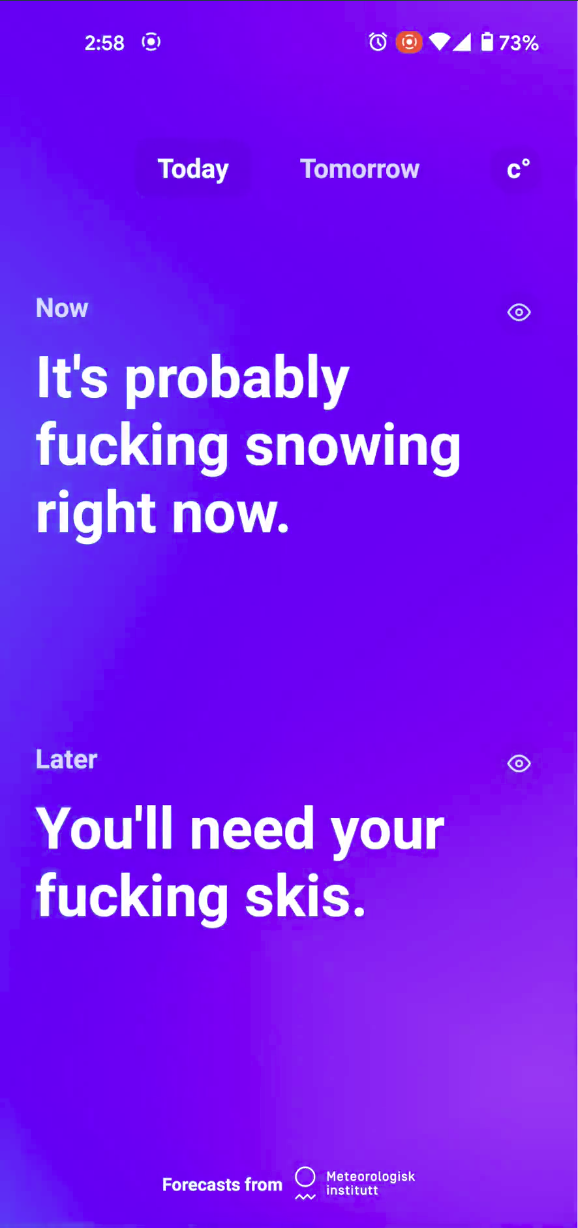 2:58 73%
Today Tomorrow c°
Now
It's probably
fucking snowing
right now.
Later
You'll need your
fucking skis.
Forecasts from Meteorologisk
institutt